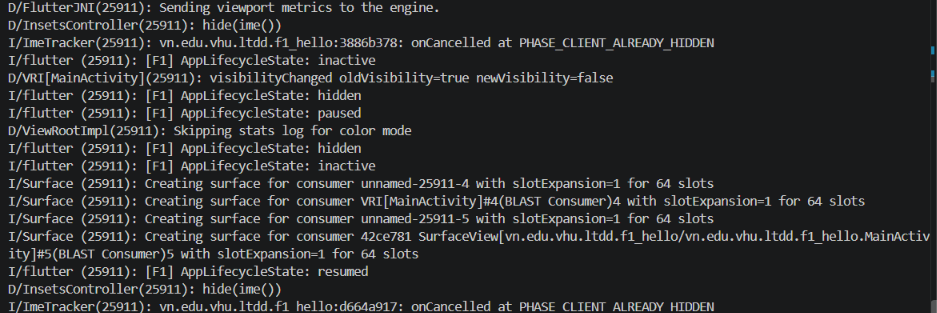 D/FlutterJNI(25911): Sending viewport metrics to the engine.
D/InsetsController(25911): hide(ime())
I/ImeTracker(25911): vn.edu.vhu.ltdd.f1_hello:3886b378: onCancelled at PHASE_CLIENT_ALREADY_HIDDEN
I/flutter (25911): [F1] AppLifecycleState: inactive
D/VRI[MainActivity](25911): visibilityChanged oldVisibility=true newVisibility=false
I/flutter (25911): [F1] AppLifecycleState: hidden
I/flutter (25911): [F1] AppLifecycleState: paused
D/ViewRootImpl(25911): Skipping stats log for color mode
I/flutter (25911): [F1] AppLifecycleState: hidden
I/flutter (25911): [F1] AppLifecycleState: inactive
I/Surface (25911): Creating surface for consumer unnamed-25911-4 with slotExpansion=1 for 64 slots
I/Surface (25911): Creating surface for consumer VRI[MainActivity]#4(BLAST Consumer)4 with slotExpansion=1 for 64 slots
I/Surface (25911): Creating surface for consumer unnamed-25911-5 with slotExpansion=1 for 64 slots
I/Surface (25911): Creating surface for consumer 42ce781 SurfaceView[vn.edu.vhu.ltdd.f1_hello/vn.edu.vhu.ltdd.f1_hello.MainActiv
ity]#5(BLAST Consumer)5 with slotExpansion=1 for 64 slots
I/flutter (25911): [F1] AppLifecycleState: resumed
D/InsetsController(25911): hide(ime())
I/ImeTracker(25911): vn.edu.vhu.ltdd.f1_hello:d664a917: onCancelled at PHASE_CLIENT_ALREADY_HIDDEN